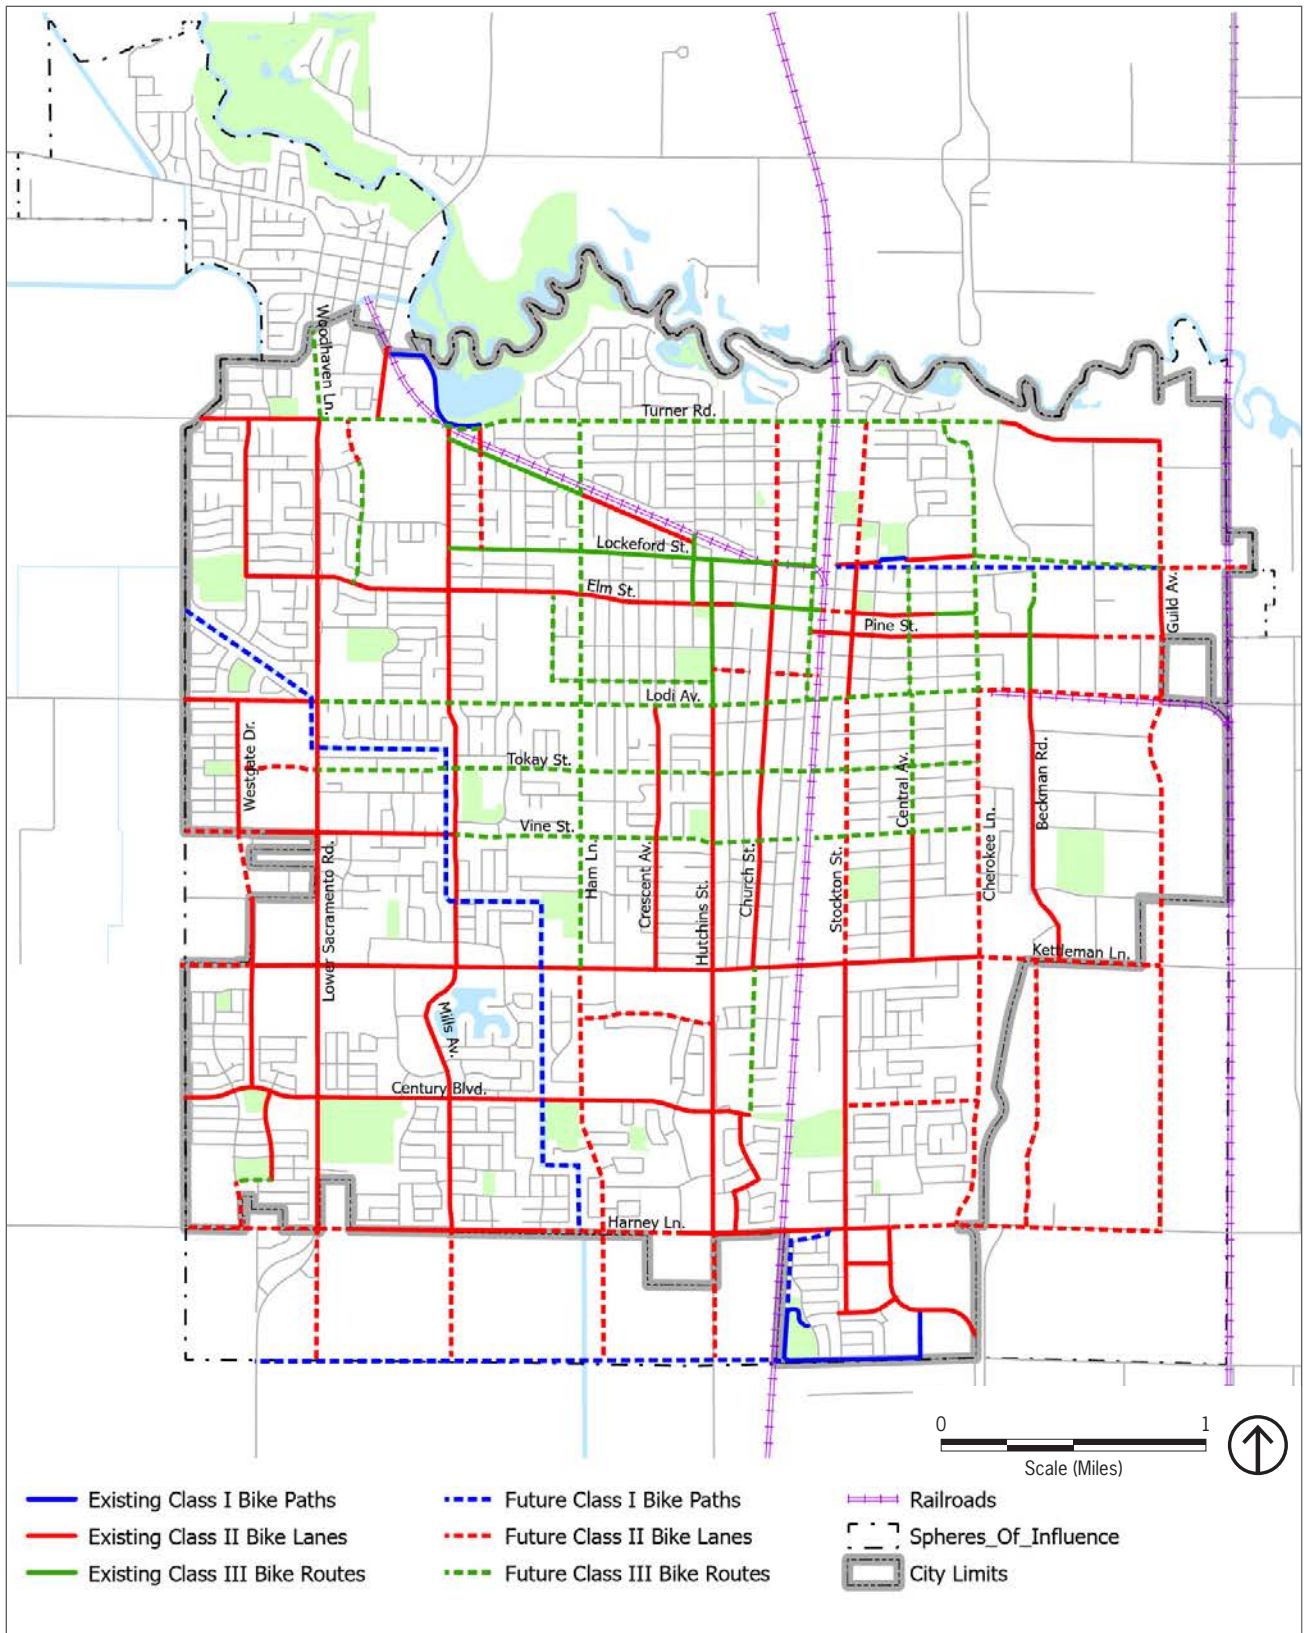 Woodhaven Ln.
Turner Rd.
Lockeford St.
Elm St.
Guild Av.
Pine St.
Lodi Av.
Westgate Dr.
Tokay St.
Central Av.
Beckman Rd.
Vine St.
Lower Sacramento Rd.
Ham Ln.
Crescent Av.
Hutchins St.
Church St.
Stockton St.
Cherokee Ln.
Kettleman Ln.
Mills Av.
Century Blvd.
Harney Ln.
0 1
Scale (Miles)
Existing Class I Bike Paths
Future Class I Bike Paths
Railroads
Existing Class II Bike Lanes
Future Class II Bike Lanes
Spheres_Of_Influence
Existing Class III Bike Routes
Future Class III Bike Routes
City Limits